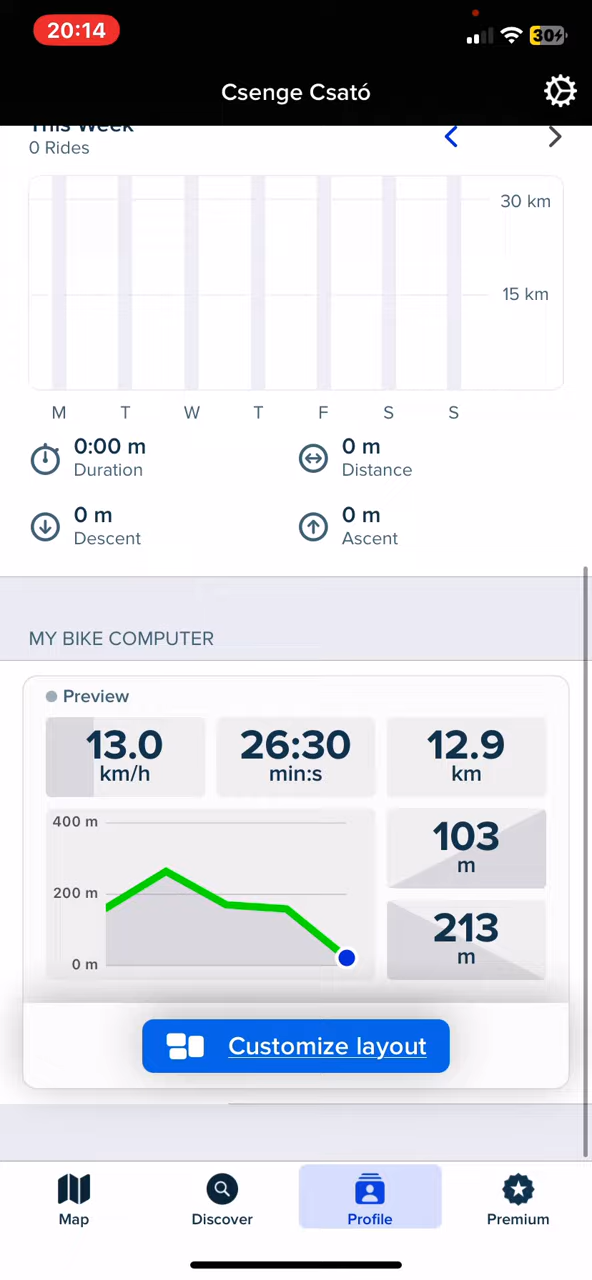 20:14
30
Csenge Csató
This Week
0 Rides
30 km
15 km
M T W T F S S
0:00 m
Duration
0 m
Distance
0 m
Descent
0 m
Ascent
MY BIKE COMPUTER
Preview
13.0
km/h
26:30
min:s
12.9
km
400 m
200 m
0 m
103
m
213
m
Customize layout
Map
Discover
Profile
Premium